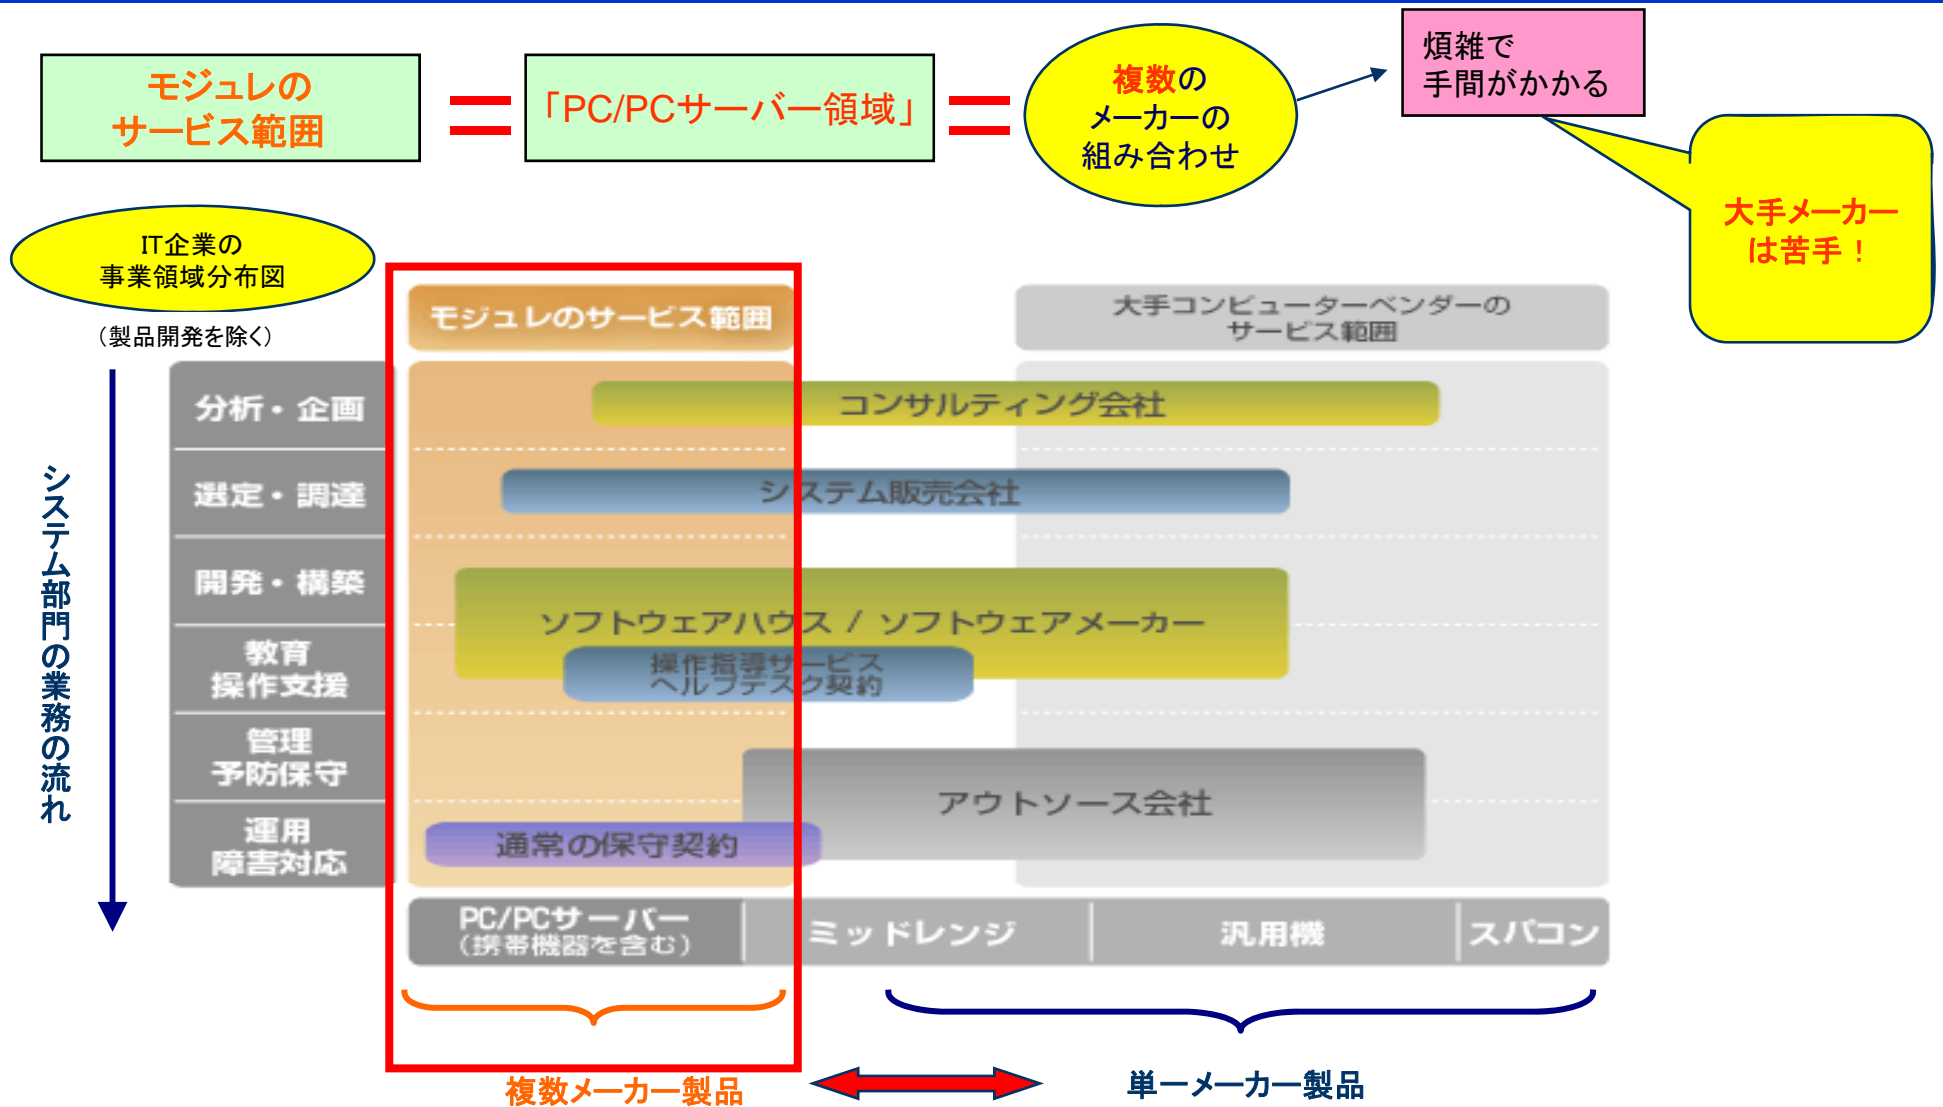 モジュレの
サービス範囲
「PC/PCサーバー領域」
複数の
メーカーの
組み合わせ
煩雑で
手間がかかる
大手メーカー
は苦手！
IT企業の
事業領域分布図
（製品開発を除く）
モジュレのサービス範囲
大手コンピューターベンダーの
サービス範囲
システム部門の業務の流れ
分析・企画
コンサルティング会社
選定・調達
システム販売会社
開発・構築
ソフトウェアハウス / ソフトウェアメーカー
教育
操作支援
操作指導サービス
ヘルプデスク契約
管理
予防保守
アウトソース会社
運用
障害対応
通常の保守契約
PC/PCサーバー
（携帯機器を含む）
ミッドレンジ
汎用機
スパコン
複数メーカー製品
単一メーカー製品